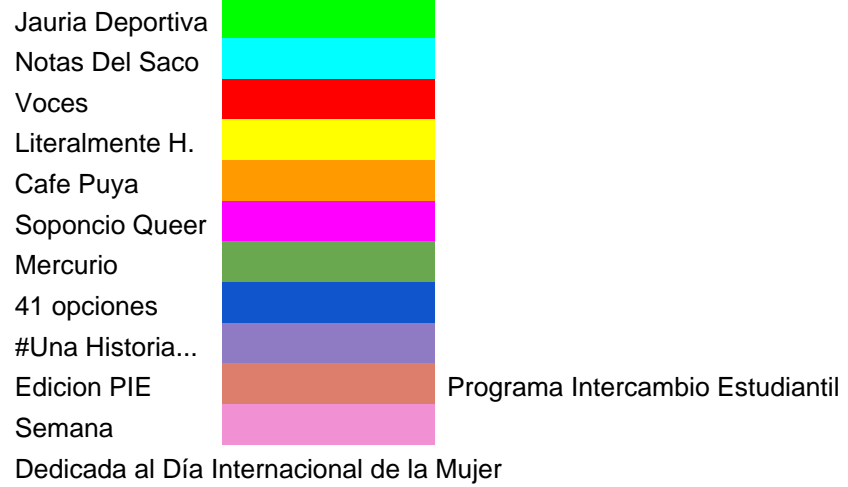 Jauria Deportiva
Notas Del Saco
Voces
Literalmente H.
Cafe Puya
Soponcio Queer
Mercurio
41 opciones
#Una Historia...
Edicion PIE Programa Intercambio Estudiantil
Semana
Dedicada al Día Internacional de la Mujer